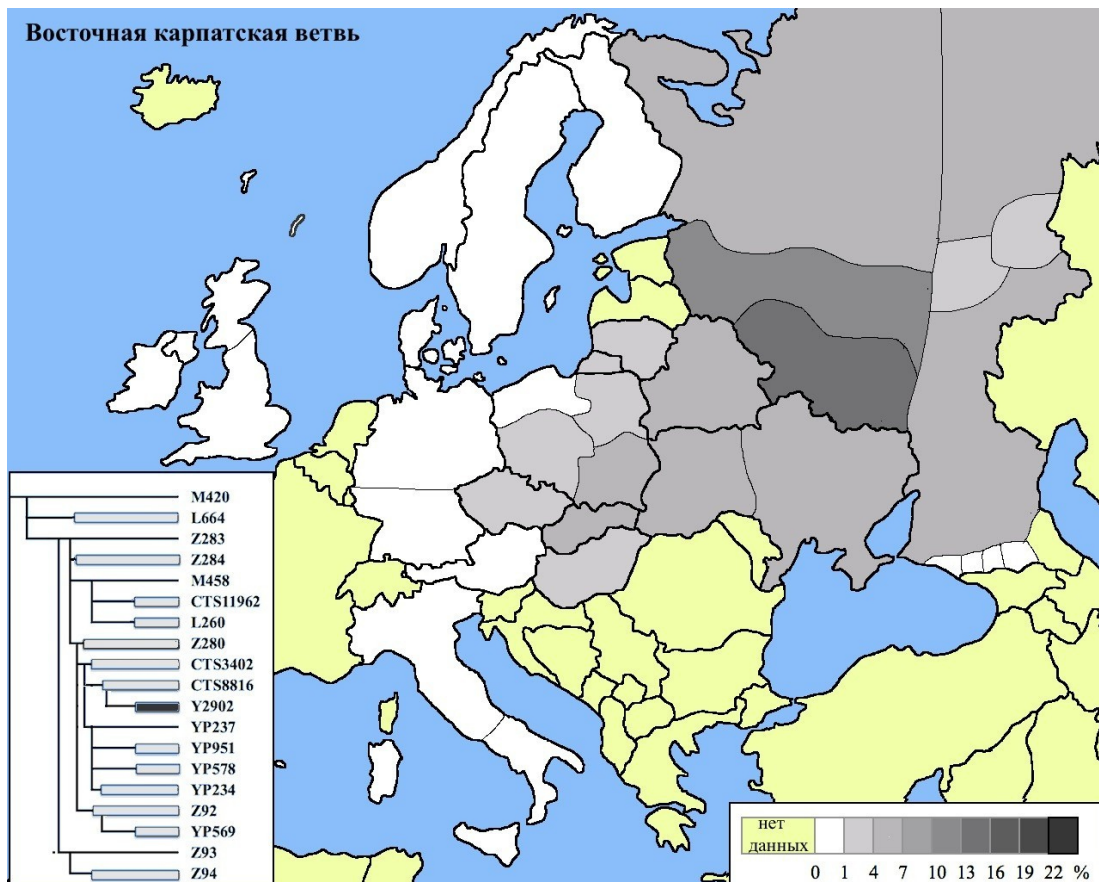 Восточная карпатская ветвь
M420
L664
Z283
Z284
M458
CTS11962
L260
Z280
CTS3402
CTS8816
Y2902
YP237
YP951
YP578
YP234
Z92
YP569
Z93
Z94
нет
данных
0 1 4 7 10 13 16 19 22 %